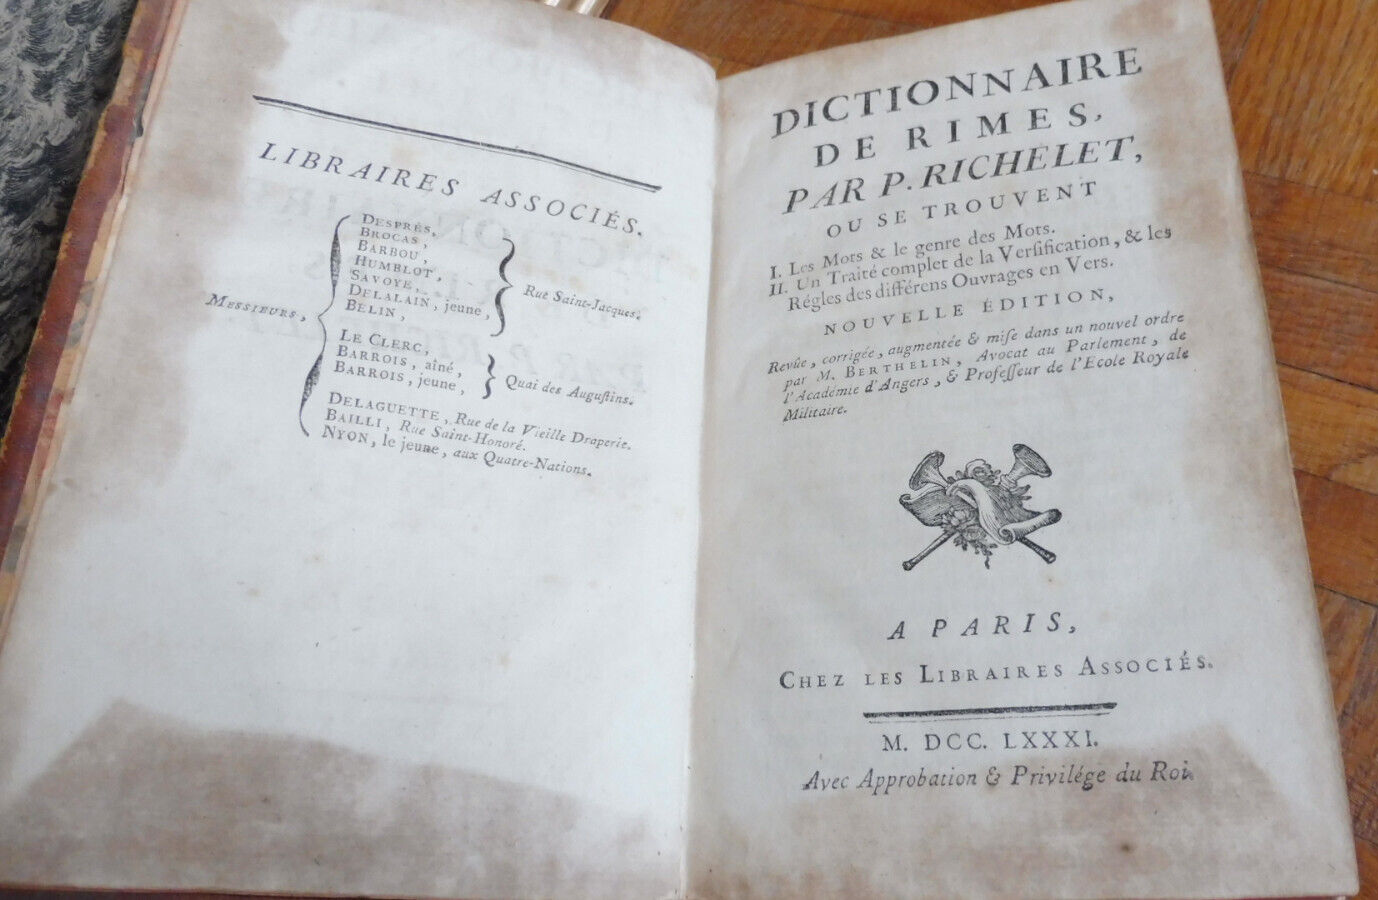 LIBRAIRES ASSOCIÉS.
Messieurs,
DESPRÉS,
BROCAS,
BARBOU,
HUMBLOT,
SAVOYE,
DELALAIN, jeune,
BELIN,
Rue Saint-Jacques.
LE CLERC,
BARROIS, aîné,
BARROIS, jeune,
Quai des Augustins.
DELAGUETTE, Rue de la Vieille Draperie.
BAILLI, Rue Saint-Honoré.
NYON, le jeune, aux Quatre-Nations.
DICTIONNAIRE
DE RIMES,
PAR P. RICHELET,
OU SE TROUVENT
I. Les Mots & le genre des Mots.
II. Un Traité complet de la Verſification, & les
Régles des différens Ouvrages en Vers.
NOUVELLE ÉDITION,
Revûe, corrigée, augmentée & miſe dans un nouvel ordre
par M. BERTHELIN, Avocat au Parlement, de
l'Académie d'Angers, & Profeſſeur de l'Ecole Royale
Militaire.
A PARIS,
CHEZ LES LIBRAIRES ASSOCIÉS.
M. DCC. LXXXI.
Avec Approbation & Privilége du Roi.